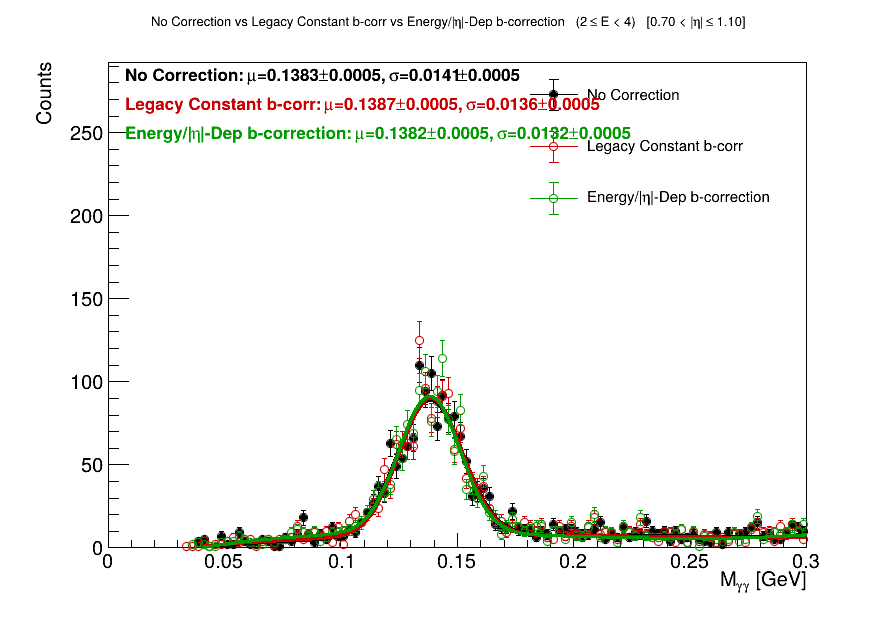 No Correction vs Legacy Constant b-corr vs Energy/|η|-Dep b-correction (2 ≤ E < 4) [0.70 < |η| ≤ 1.10]
Counts
No Correction: μ=0.1383±0.0005, σ=0.0141±0.0005
Legacy Constant b-corr: μ=0.1387±0.0005, σ=0.0136±0.0005
Energy/|η|-Dep b-correction: μ=0.1382±0.0005, σ=0.0132±0.0005
No Correction
Legacy Constant b-corr
Energy/|η|-Dep b-correction
250
200
150
100
50
0
0 0.05 0.1 0.15 0.2 0.25 0.3
Mγγ [GeV]